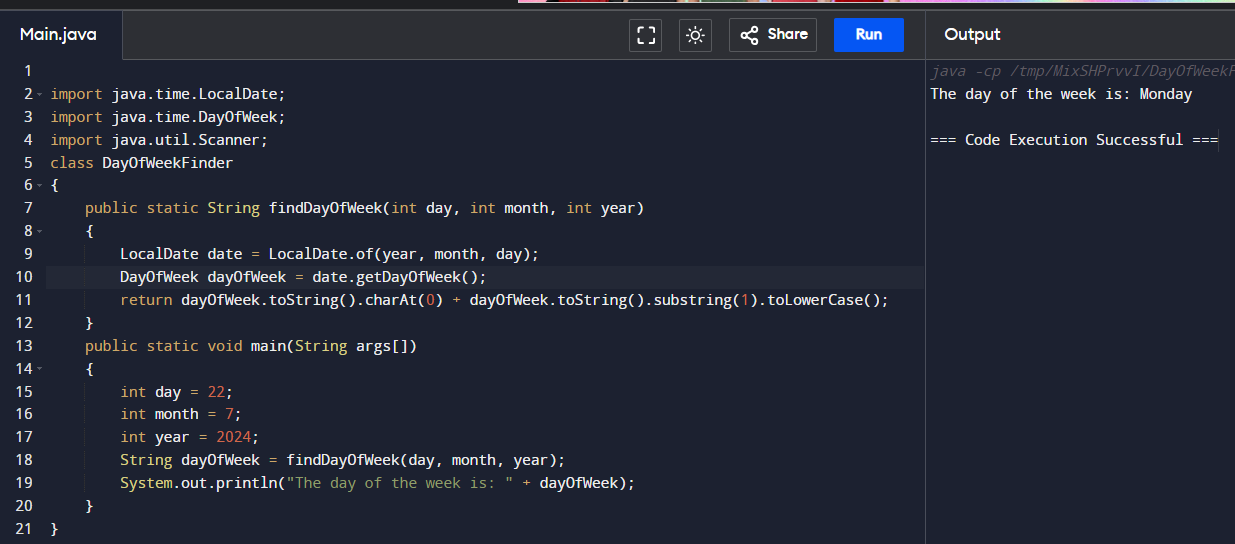 Main.java
Share
Run
Output
1
2 import java.time.LocalDate;
3 import java.time.DayOfWeek;
4 import java.util.Scanner;
5 class DayOfWeekFinder
6 {
7 public static String findDayOfWeek(int day, int month, int year)
8 {
9 LocalDate date = LocalDate.of(year, month, day);
10 DayOfWeek dayOfWeek = date.getDayOfWeek();
11 return dayOfWeek.toString().charAt(0) + dayOfWeek.toString().substring(1).toLowerCase();
12 }
13 public static void main(String args[])
14 {
15 int day = 22;
16 int month = 7;
17 int year = 2024;
18 String dayOfWeek = findDayOfWeek(day, month, year);
19 System.out.println("The day of the week is: " + dayOfWeek);
20 }
21 }
java -cp /tmp/MixSHPrvvI/DayOfWeekF
The day of the week is: Monday
=== Code Execution Successful ===